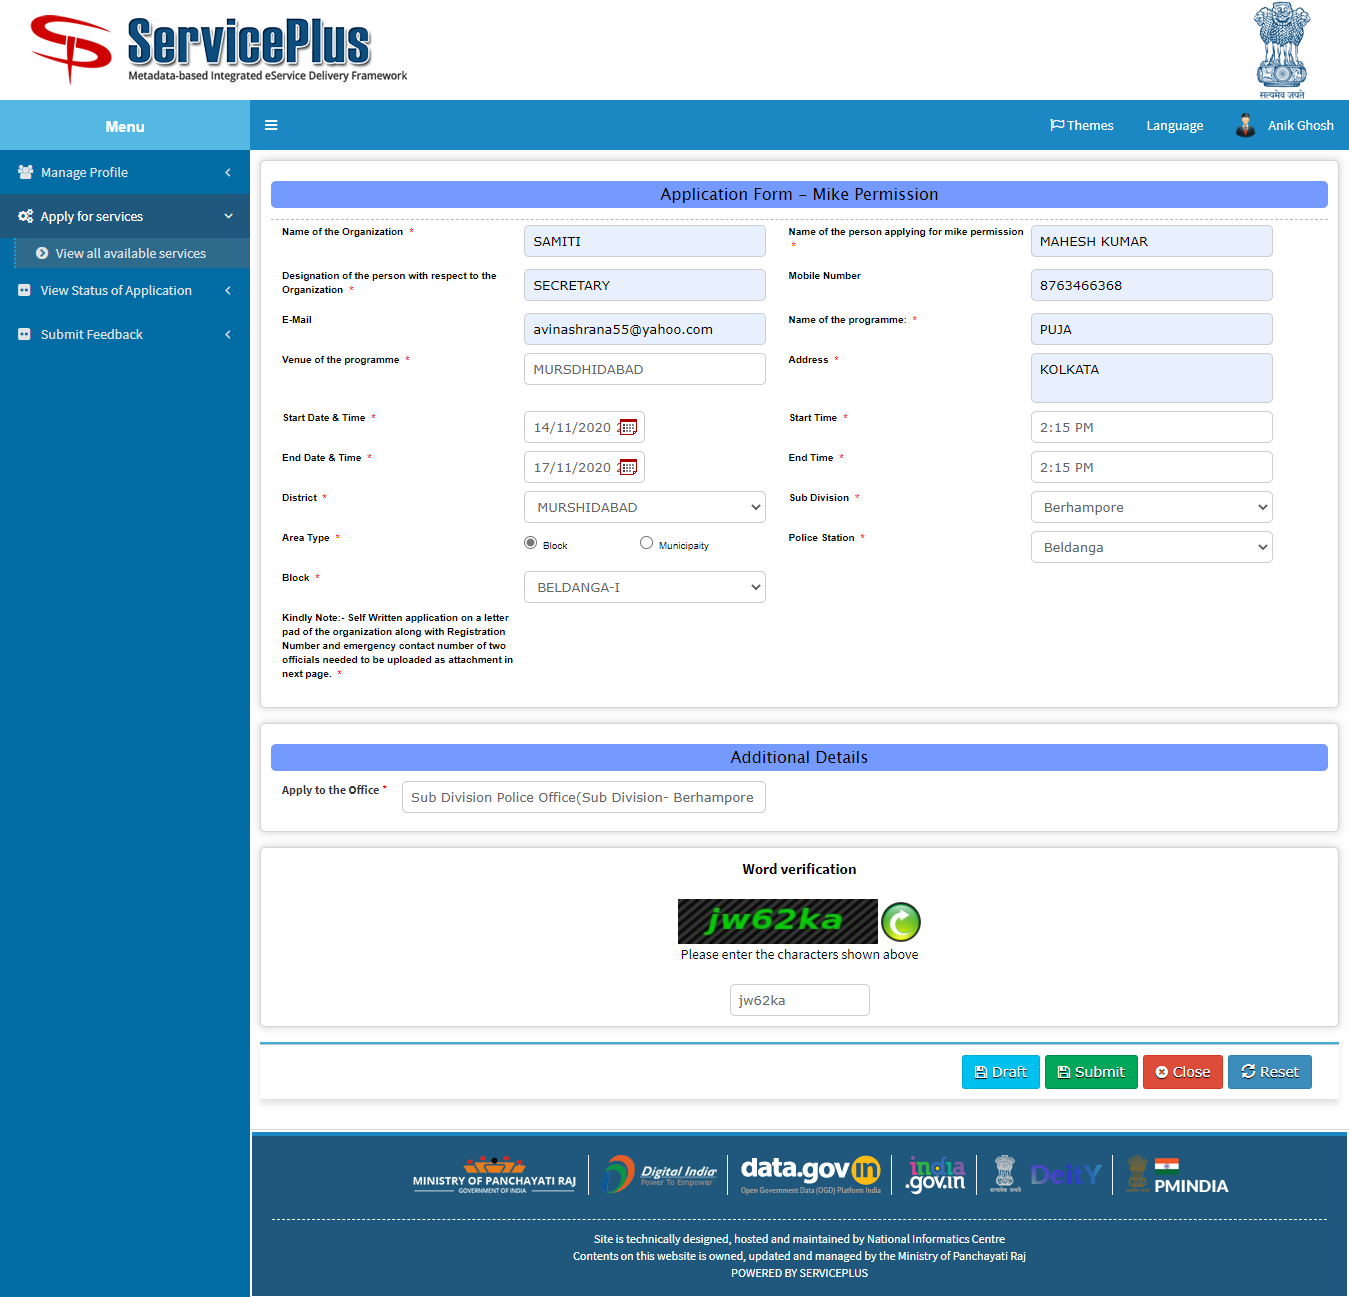 ServicePlus
Metadata-based Integrated eService Delivery Framework
सत्यमेव जयते
Menu
Themes
Language
Anik Ghosh
Manage Profile
Apply for services
View all available services
View Status of Application
Submit Feedback
Application Form – Mike Permission
Name of the Organization *
SAMITI
Name of the person applying for mike permission *
MAHESH KUMAR
Designation of the person with respect to the
Organization *
SECRETARY
Mobile Number
8763466368
E-Mail
avinashrana55@yahoo.com
Name of the programme: *
PUJA
Venue of the programme *
MURSDHIDABAD
Address *
KOLKATA
Start Date & Time *
14/11/2020
Start Time *
2:15 PM
End Date & Time *
17/11/2020
End Time *
2:15 PM
District *
MURSHIDABAD
Sub Division *
Berhampore
Area Type *
Block
Municipaity
Police Station *
Beldanga
Block *
BELDANGA-I
Kindly Note:- Self Written application on a letter
pad of the organization along with Registration
Number and emergency contact number of two
officials needed to be uploaded as attachment in
next page. *
Additional Details
Apply to the Office *
Sub Division Police Office(Sub Division- Berhampore
Word verification
jw62ka
Please enter the characters shown above
jw62ka
Draft
Submit
Close
Reset
MINISTRY OF PANCHAYATI RAJ
GOVERNMENT OF INDIA
Digital India
Power To Empower
data.gov in
Open Government Data (OGD) Platform India
india
.gov.in
सत्यमेव जयते
DeitY
PMINDIA
Site is technically designed, hosted and maintained by National Informatics Centre
Contents on this website is owned, updated and managed by the Ministry of Panchayati Raj
POWERED BY SERVICEPLUS